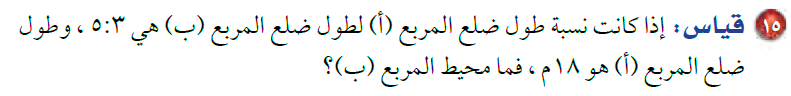 ١٥ قياس: إذا كانت نسبة طول ضلع المربع (أ) لطول ضلع المربع (ب) هي ٥:٣ ، وطول
ضلع المربع (أ) هو ١٨ م ، فما محيط المربع (ب)؟